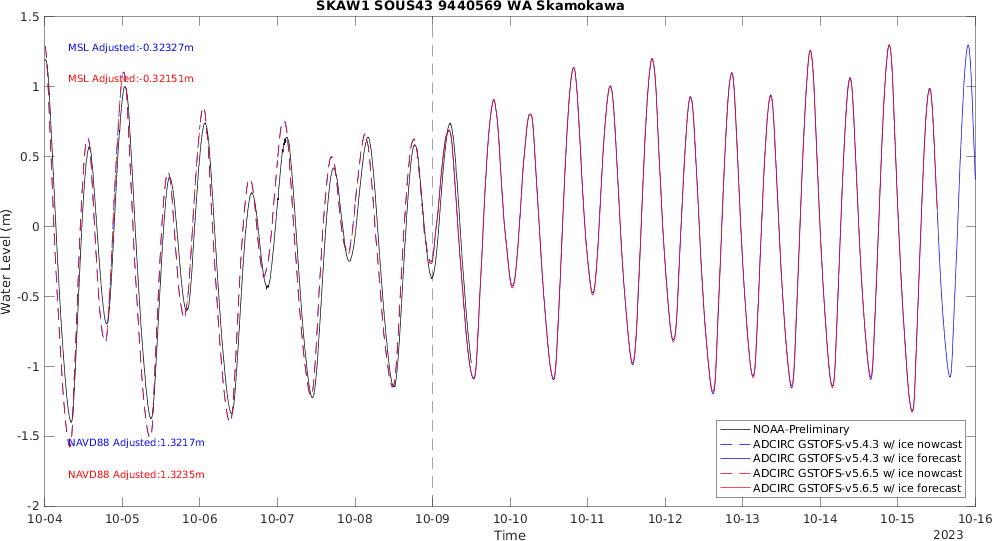 SKAW1 SOUS43 9440569 WA Skamokawa
1.5
1
0.5
0
-0.5
-1
-1.5
-2
Water Level (m)
MSL Adjusted:-0.32327m
MSL Adjusted:-0.32151m
NAVD88 Adjusted:1.3217m
NAVD88 Adjusted:1.3235m
NOAA-Preliminary
ADCIRC GSTOFS-v5.4.3 w/ ice nowcast
ADCIRC GSTOFS-v5.4.3 w/ ice forecast
ADCIRC GSTOFS-v5.6.5 w/ ice nowcast
ADCIRC GSTOFS-v5.6.5 w/ ice forecast
10-04 10-05 10-06 10-07 10-08 10-09 10-10 10-11 10-12 10-13 10-14 10-15 10-16
Time
2023